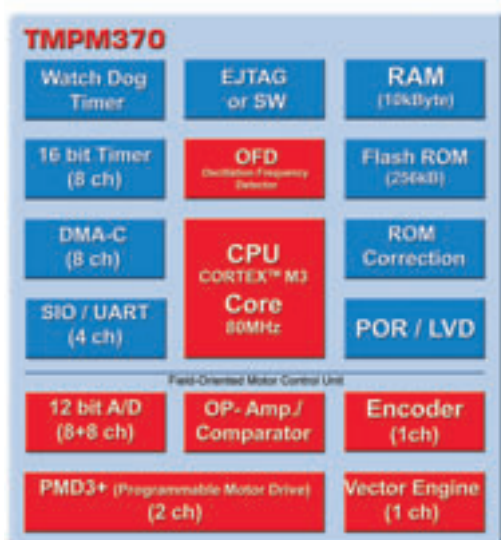 TMPM370
Watch Dog
Timer
EJTAG
or SW
RAM
(10kByte)
16 bit Timer
(8 ch)
OFD
Oscillation Frequency
Detector
Flash ROM
(256kB)
DMA-C
(8 ch)
CPU
CORTEX™ M3
Core
80MHz
ROM
Correction
SIO / UART
(4 ch)
POR / LVD
Field-Oriented Motor Control Unit
12 bit A/D
(8+8 ch)
OP- Amp./
Comparator
Encoder
(1ch)
PMD3+ (Programmable Motor Drive)
(2 ch)
Vector Engine
(1 ch)